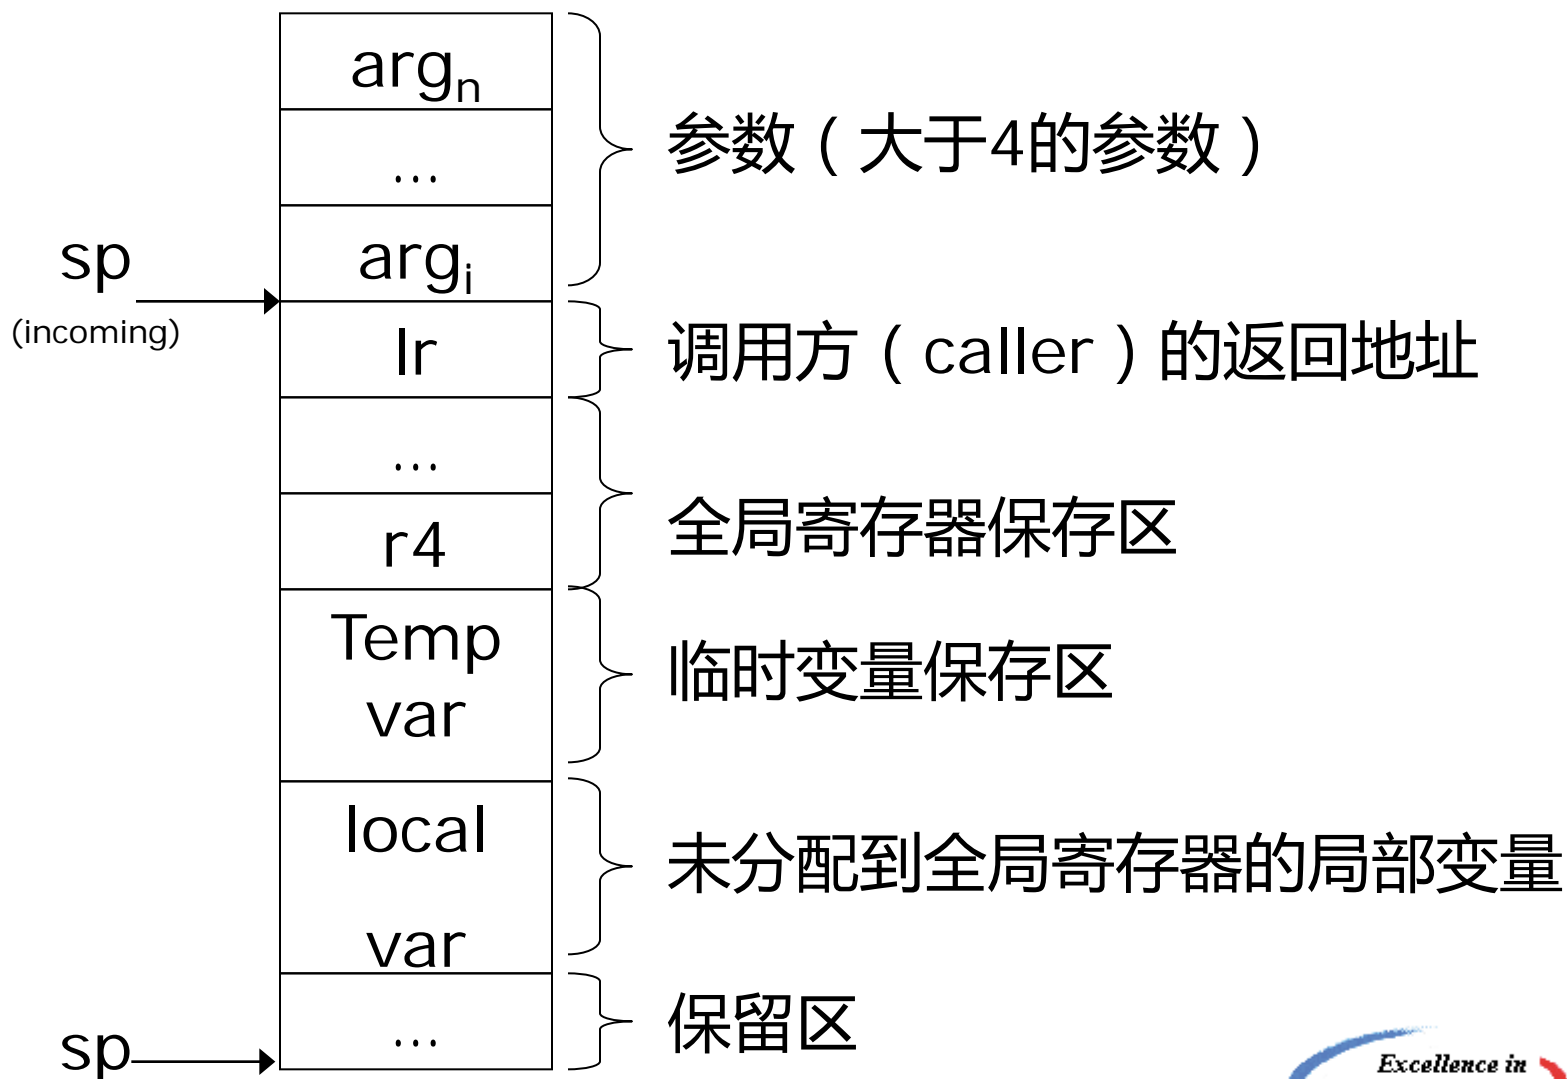 argn
...
参数（大于4的参数）
sp
argi
(incoming)
lr
调用方（caller）的返回地址
...
r4
全局寄存器保存区
Temp
var
临时变量保存区
local
var
未分配到全局寄存器的局部变量
...
保留区
sp
Excellence in